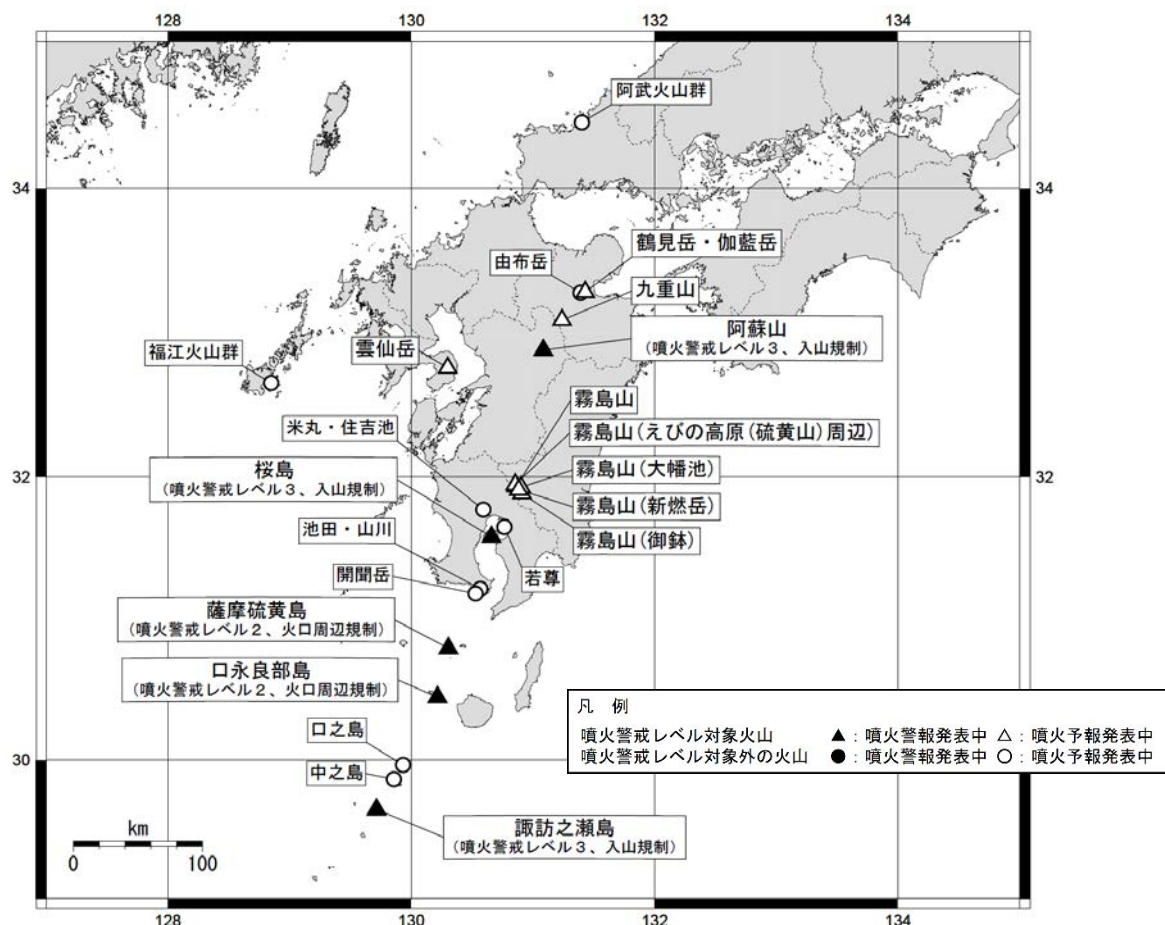 128
130
132
134
阿武火山群
34
34
鶴見岳・伽藍岳
由布岳
九重山
阿蘇山
(噴火警戒レベル3、入山規制)
福江火山群
雲仙岳
霧島山
米丸・住吉池
霧島山(えびの高原(硫黄山)周辺)
32
32
桜島
(噴火警戒レベル3、入山規制)
霧島山(大幡池)
霧島山(新燃岳)
池田・山川
霧島山(御鉢)
開聞岳
若尊
薩摩硫黄島
(噴火警戒レベル2、火口周辺規制)
口永良部島
(噴火警戒レベル2、火口周辺規制)
凡 例
噴火警戒レベル対象火山 ▲:噴火警報発表中 △:噴火予報発表中
噴火警戒レベル対象外の火山 ●:噴火警報発表中 ○:噴火予報発表中
口之島
30
中之島
諏訪之瀬島
(噴火警戒レベル3、入山規制)
km
0 100
128
130
132
134